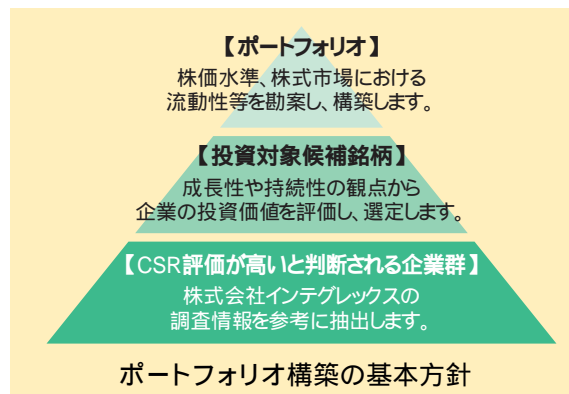 【ポートフォリオ】
株価水準、株式市場における
流動性等を勘案し、構築します。
【投資対象候補銘柄】
成長性や持続性の観点から
企業の投資価値を評価し、選定します。
【CSR評価が高いと判断される企業群】
株式会社インテグレックスの
調査情報を参考に抽出します。
ポートフォリオ構築の基本方針